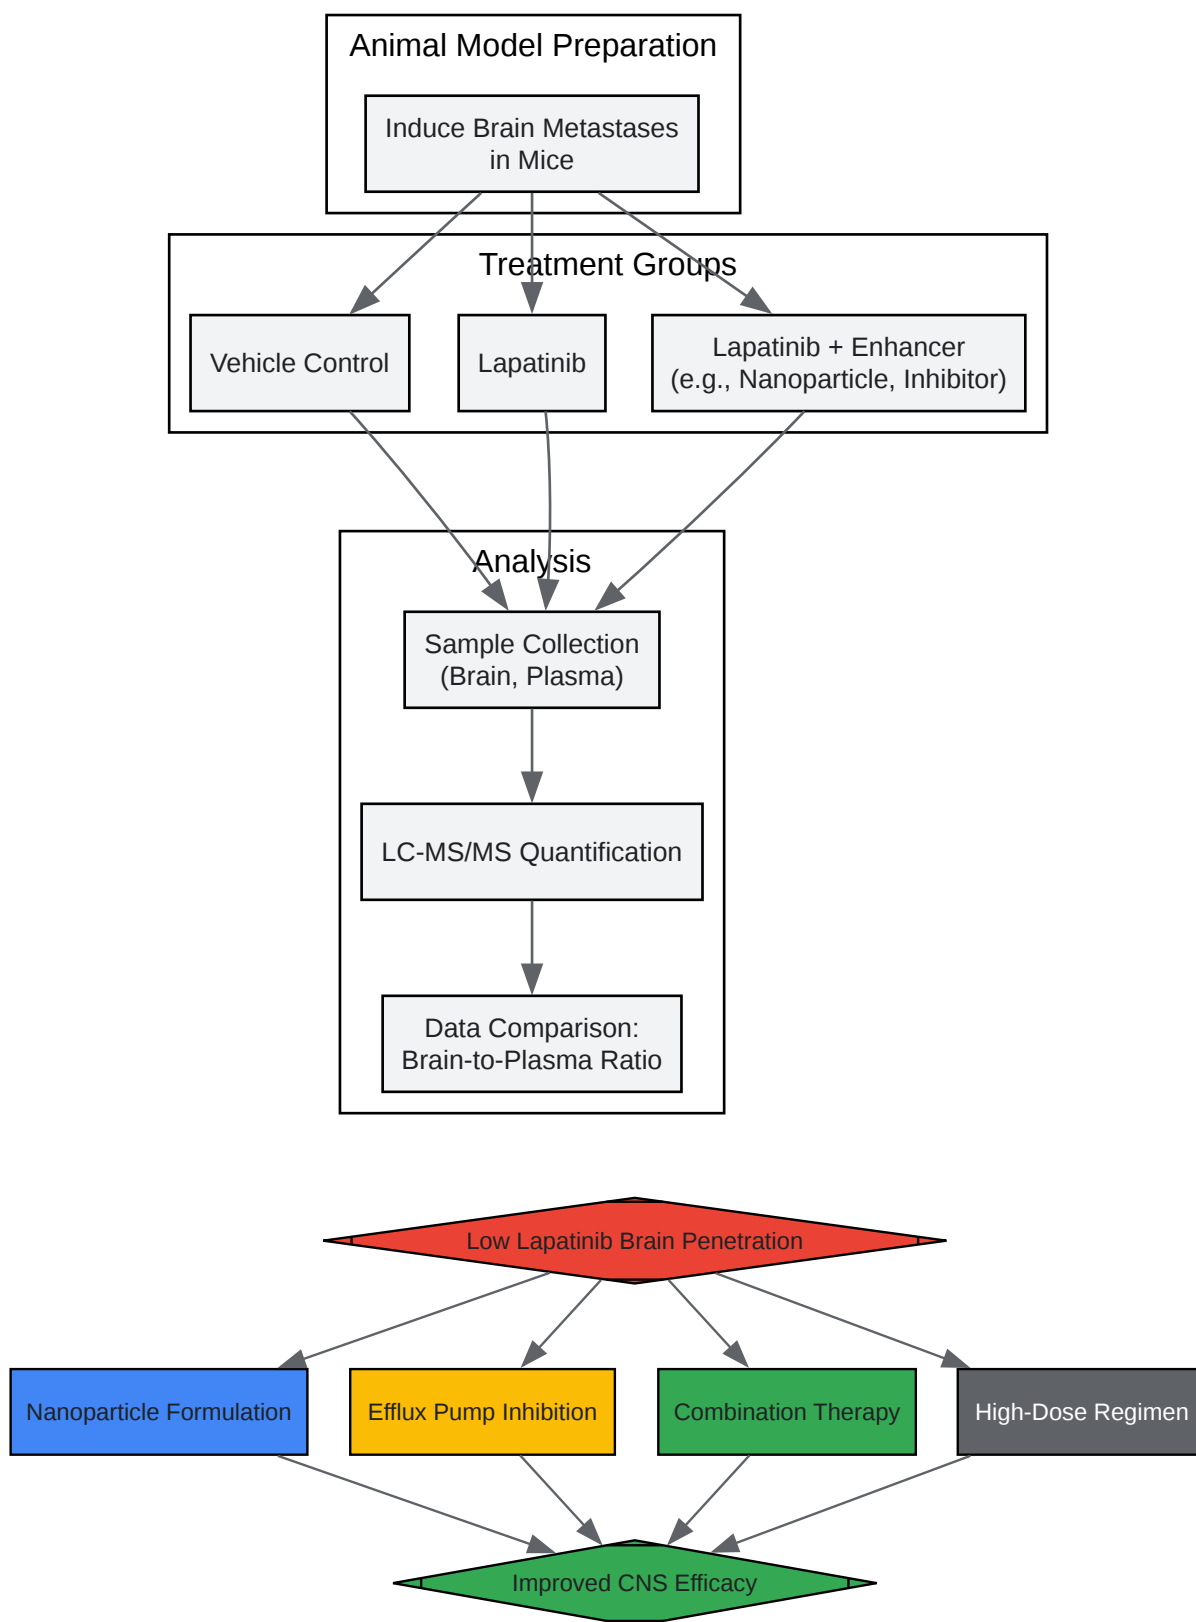 Animal Model Preparation
Induce Brain Metastases
in Mice
Treatment Groups
Vehicle Control
Lapatinib
Lapatinib + Enhancer
(e.g., Nanoparticle, Inhibitor)
Analysis
Sample Collection
(Brain, Plasma)
LC-MS/MS Quantification
Data Comparison:
Brain-to-Plasma Ratio
Low Lapatinib Brain Penetration
Nanoparticle Formulation
Efflux Pump Inhibition
Combination Therapy
High-Dose Regimen
Improved CNS Efficacy